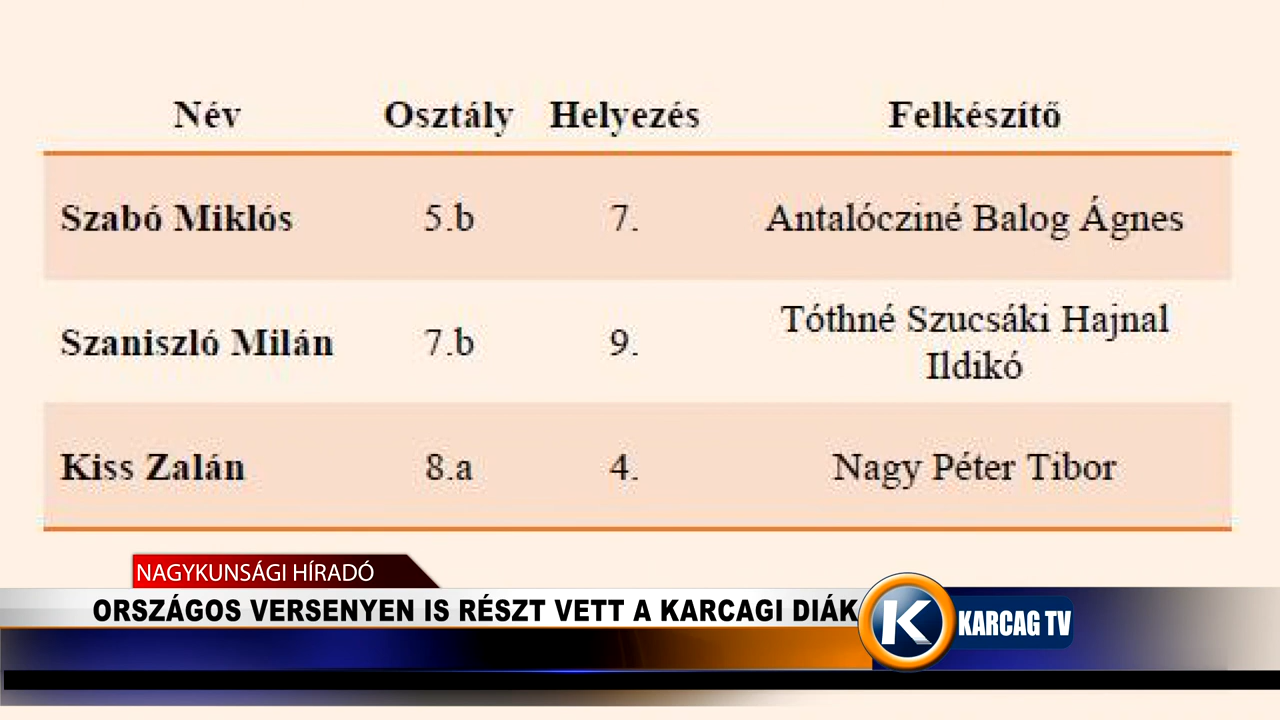 Név Osztály Helyezés Felkészítő
Szabó Miklós 5.b 7. Antalócziné Balog Ágnes
Szaniszló Milán 7.b 9. Tóthné Szucsáki Hajnal
Ildikó
Kiss Zalán 8.a 4. Nagy Péter Tibor
NAGYKUNSÁGI HÍRADÓ
ORSZÁGOS VERSENYEN IS RÉSZT VETT A KARCAGI DIÁK
K KARCAG TV